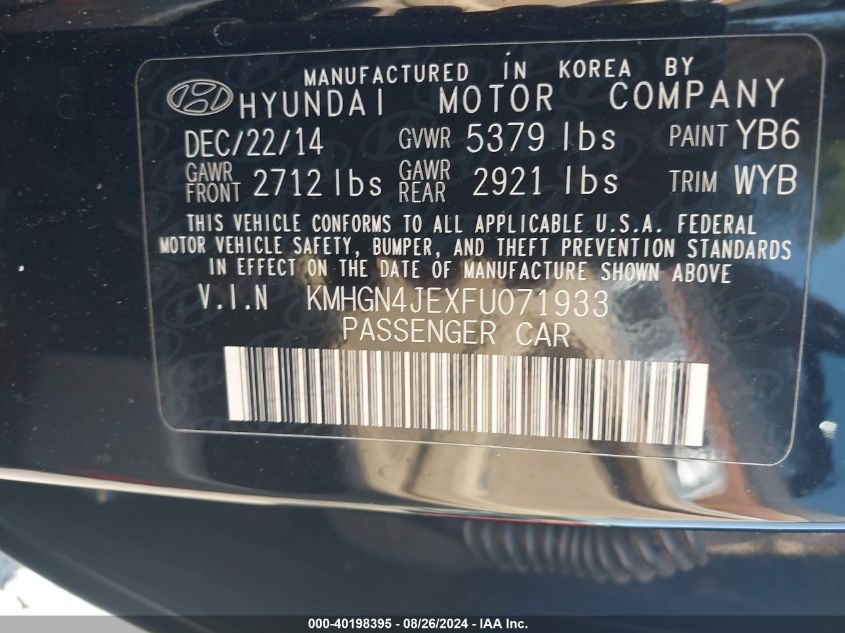 MANUFACTURED IN KOREA BY
HYUNDAI MOTOR COMPANY
DEC/22/14 GVWR 5379 lbs PAINT YB6
GAWR FRONT 2712 lbs GAWR REAR 2921 lbs TRIM WYB
THIS VEHICLE CONFORMS TO ALL APPLICABLE U.S.A. FEDERAL
MOTOR VEHICLE SAFETY, BUMPER, AND THEFT PREVENTION STANDARDS
IN EFFECT ON THE DATE OF MANUFACTURE SHOWN ABOVE
V.I.N KMHGN4JEXFU071933
PASSENGER CAR
000-40198395 - 08/26/2024 - IAA Inc.